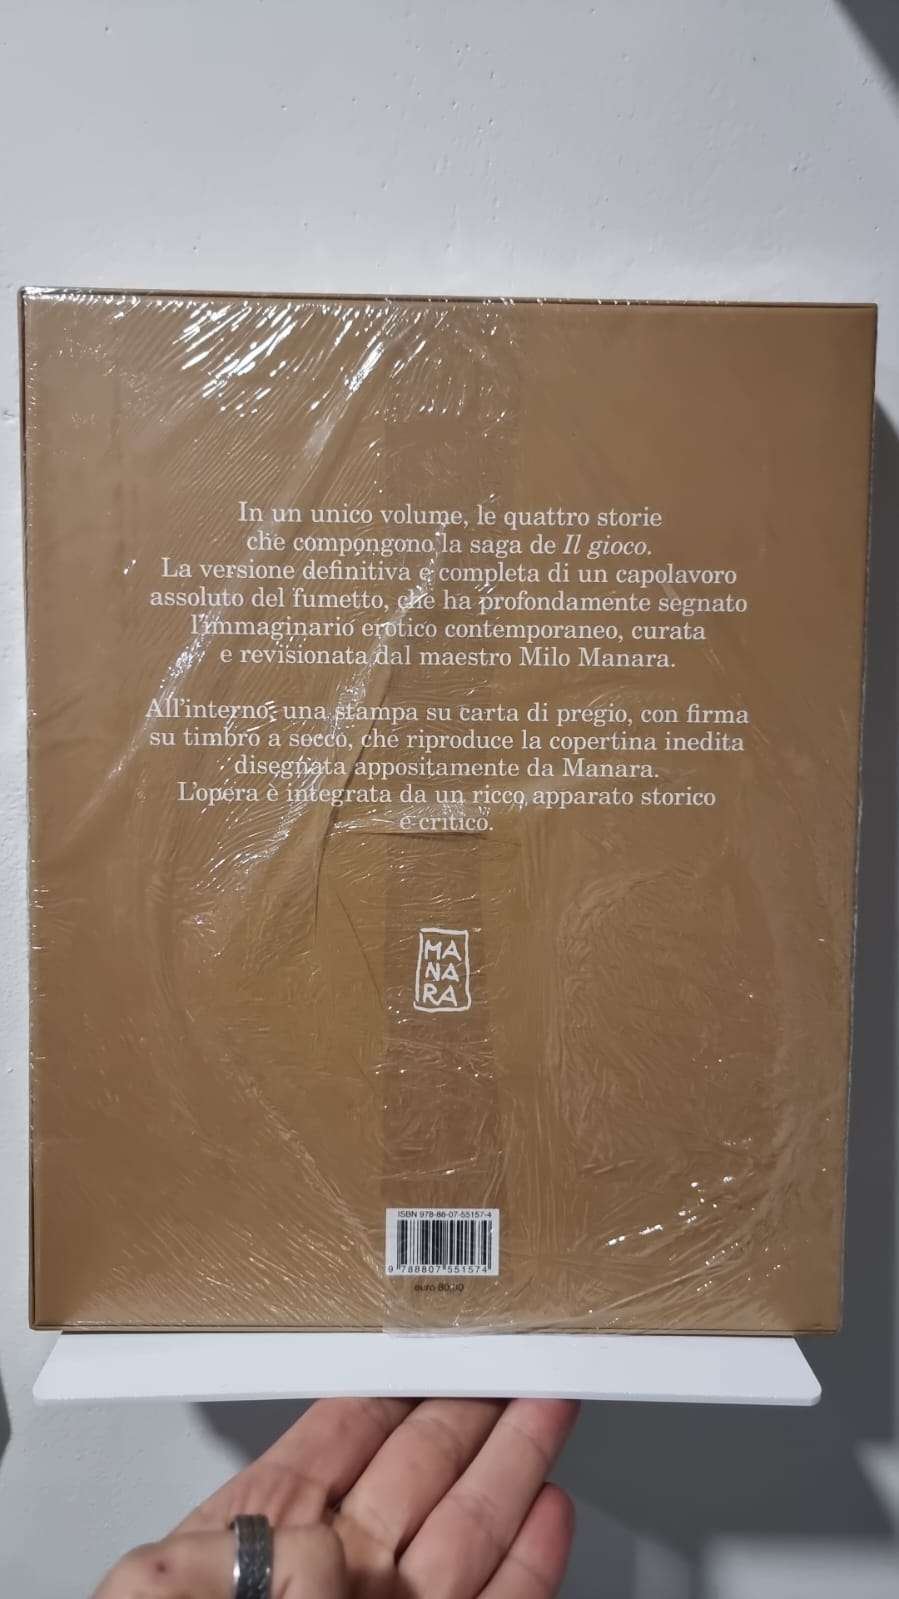 In un unico volume, le quattro storie
che compongono la saga de Il gioco.
La versione definitiva e completa di un capolavoro
assoluto del fumetto, che ha profondamente segnato
l'immaginario erotico contemporaneo, curata
e revisionata dal maestro Milo Manara.
All'interno, una stampa su carta di pregio, con firma
su timbro a secco, che riproduce la copertina inedita
disegnata appositamente da Manara.
L'opera è integrata da un ricco apparato storico
e critico.
MA
NA
RA
ISBN 978-88-07-55157-4
9 788807 551574
euro 80,00